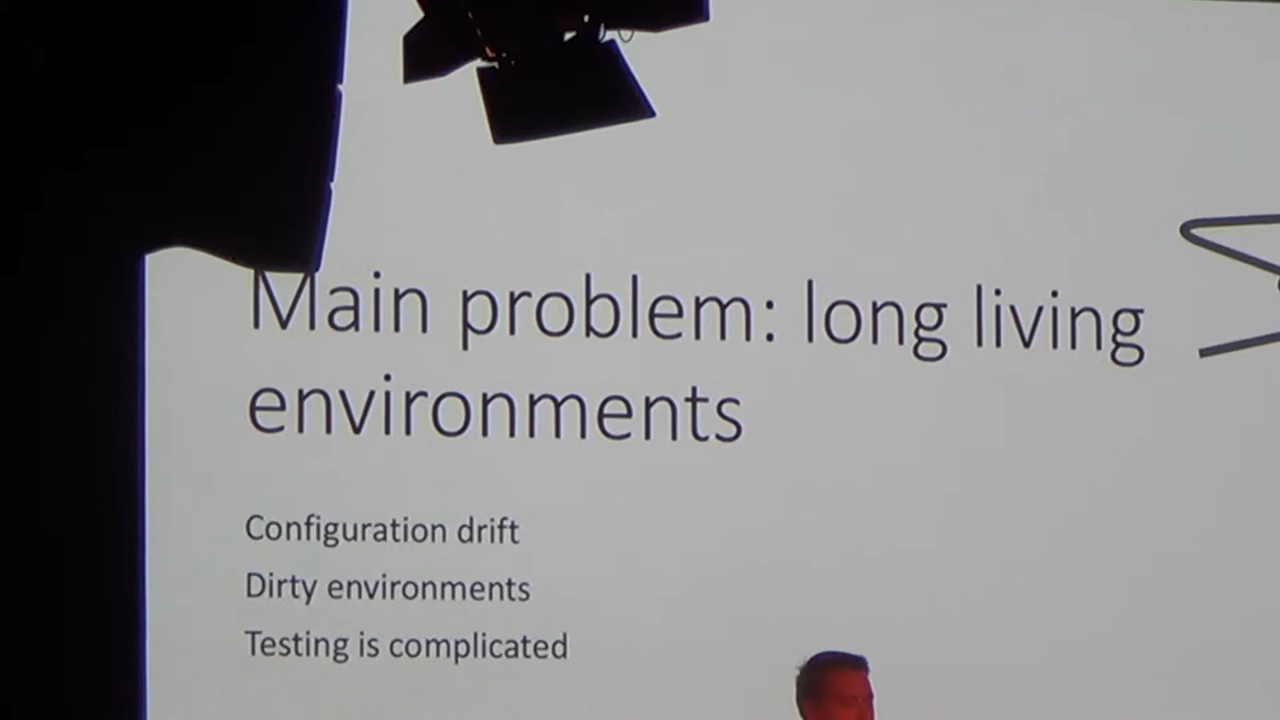 Main problem: long living
environments
Configuration drift
Dirty environments
Testing is complicated